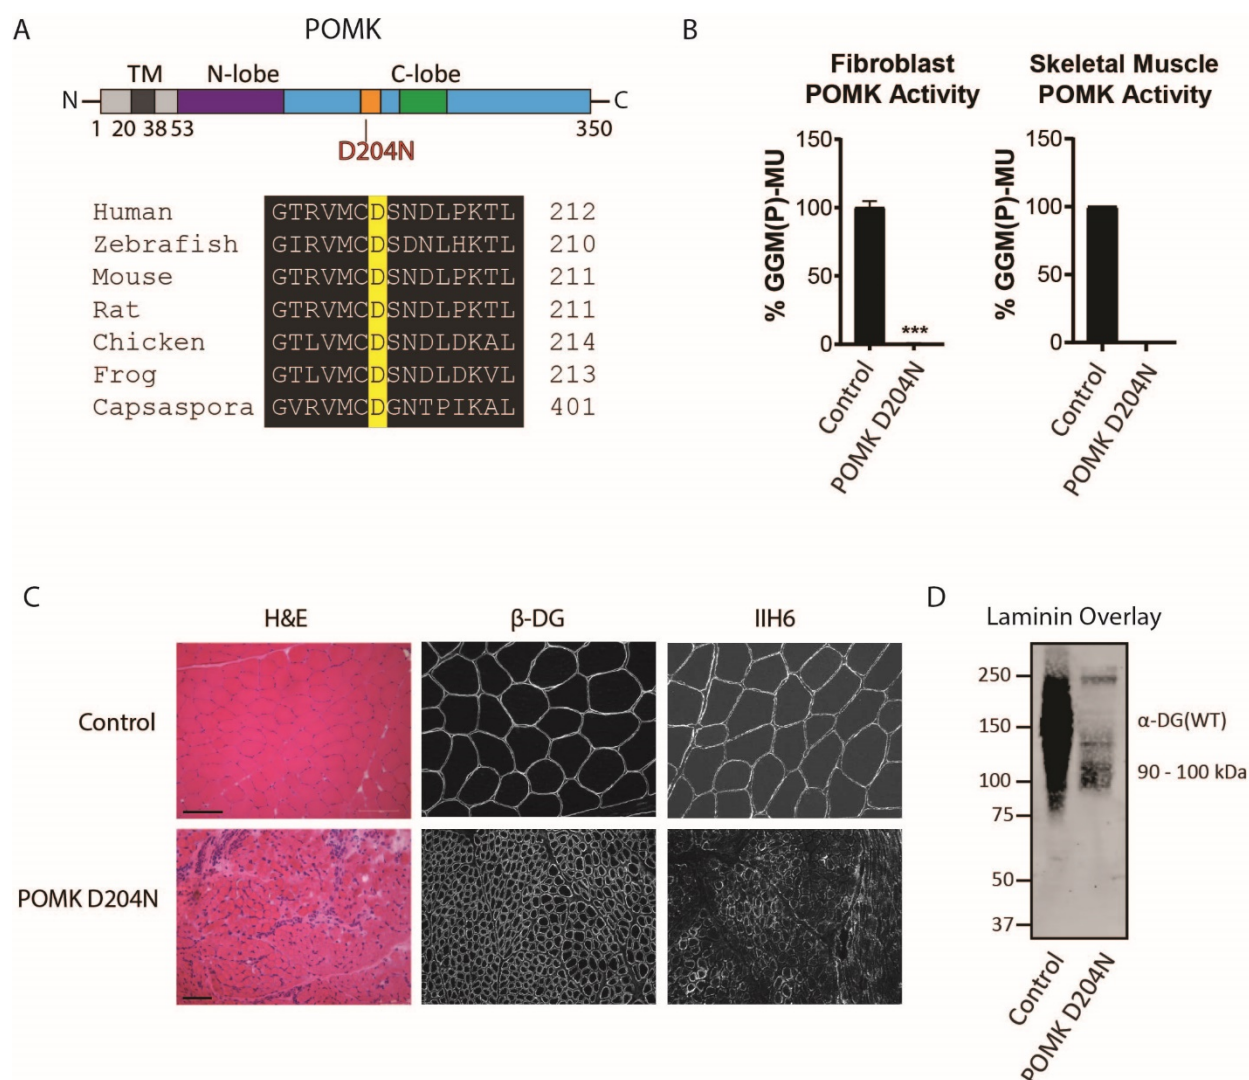 A
POMK
TM N-lobe C-lobe
N C
1 20 38 53 350
D204N
Human GTRVMCDSNDLPKTL 212
Zebrafish GIRVMCDSDNLHKTL 210
Mouse GTRVMCDSNDLPKTL 211
Rat GTRVMCDSNDLPKTL 211
Chicken GTLVMCDSNDLDKAL 214
Frog GTLVMCDSNDLDKVL 213
Capsaspora GVRVMCDGNTPIKAL 401
B
Fibroblast
POMK Activity
% GGM(P)-MU
150
100
50
0
***
Control
POMK D204N
Skeletal Muscle
POMK Activity
% GGM(P)-MU
150
100
50
0
Control
POMK D204N
C
H&E β-DG IIH6
Control
POMK D204N
D
Laminin Overlay
250
150
100
75
50
37
α-DG(WT)
90 - 100 kDa
Control
POMK D204N